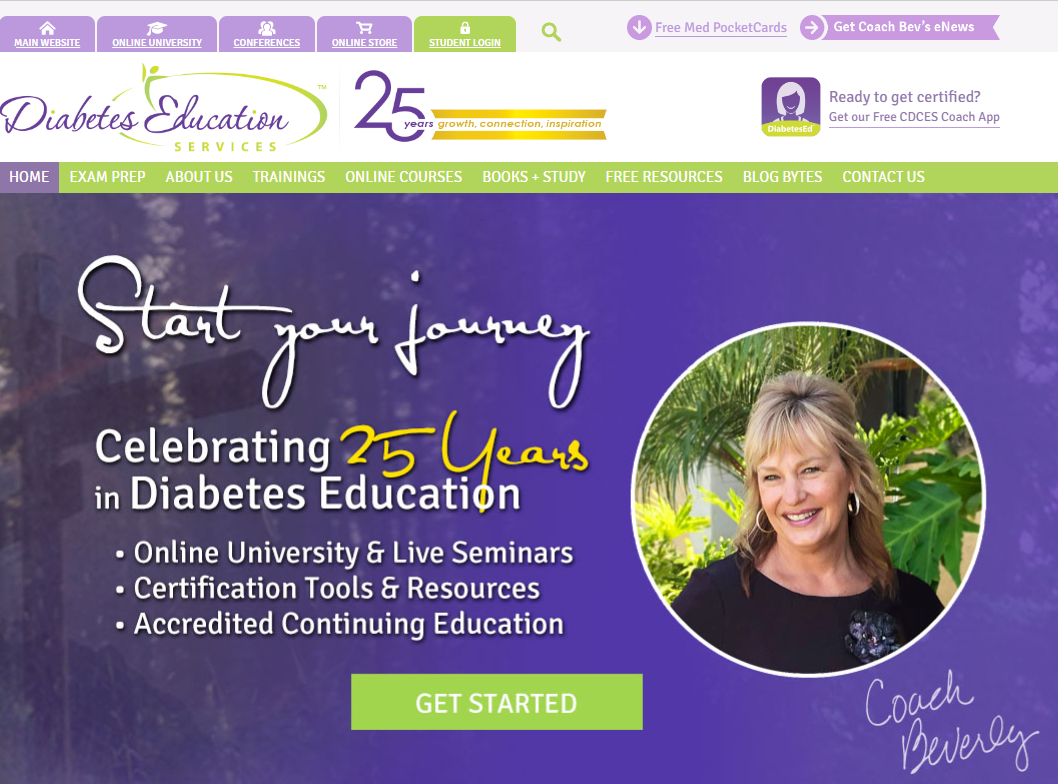 MAIN WEBSITE
ONLINE UNIVERSITY
CONFERENCES
ONLINE STORE
STUDENT LOGIN
Free Med PocketCards
Get Coach Bev's eNews
Diabetes Education
SERVICES
TM
25 years growth, connection, inspiration
DiabetesEd
Ready to get certified?
Get our Free CDCES Coach App
HOME EXAM PREP ABOUT US TRAININGS ONLINE COURSES BOOKS + STUDY FREE RESOURCES BLOG BYTES CONTACT US
Start your journey
Celebrating 25 Years
in Diabetes Education
• Online University & Live Seminars
• Certification Tools & Resources
• Accredited Continuing Education
GET STARTED
Coach
Beverly